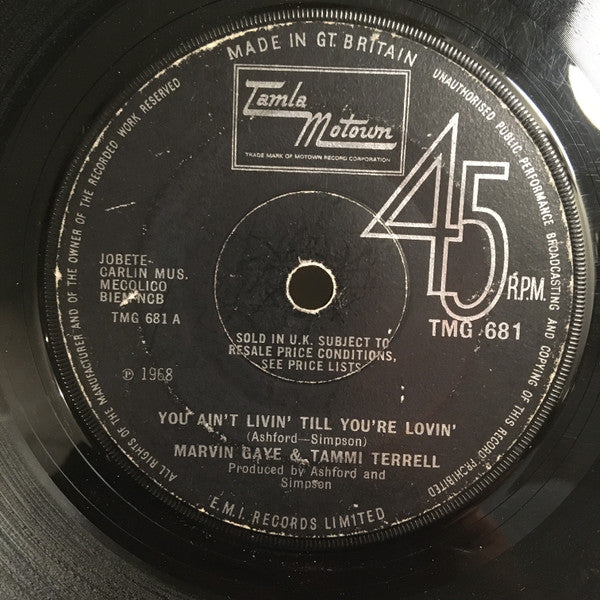 MADE IN GT. BRITAIN
UNAUTHORISED PUBLIC PERFORMANCE BROADCASTING AND COPYING OF THIS RECORD PROHIBITED
ALL RIGHTS OF THE MANUFACTURER AND OF THE OWNER OF THE RECORDED WORK RESERVED
Tamla
Motown
TRADE MARK OF MOTOWN RECORD CORPORATION
45
R.P.M.
TMG 681
JOBETE-
CARLIN MUS.
MECOLICO
BIEM NCB
TMG 681 A
SOLD IN U.K. SUBJECT TO
RESALE PRICE CONDITIONS,
SEE PRICE LISTS
℗ 1968
YOU AIN'T LIVIN' TILL YOU'RE LOVIN'
(Ashford-Simpson)
MARVIN GAYE & TAMMI TERRELL
Produced by Ashford and
Simpson
E.M.I. RECORDS LIMITED